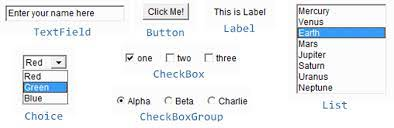 Enter your name here
TextField
Click Me!
Button
This is Label
Label
Mercury
Venus
Earth
Mars
Jupiter
Saturn
Uranus
Neptune
List
Red
Red
Green
Blue
Choice
one two three
CheckBox
Alpha Beta Charlie
CheckBoxGroup